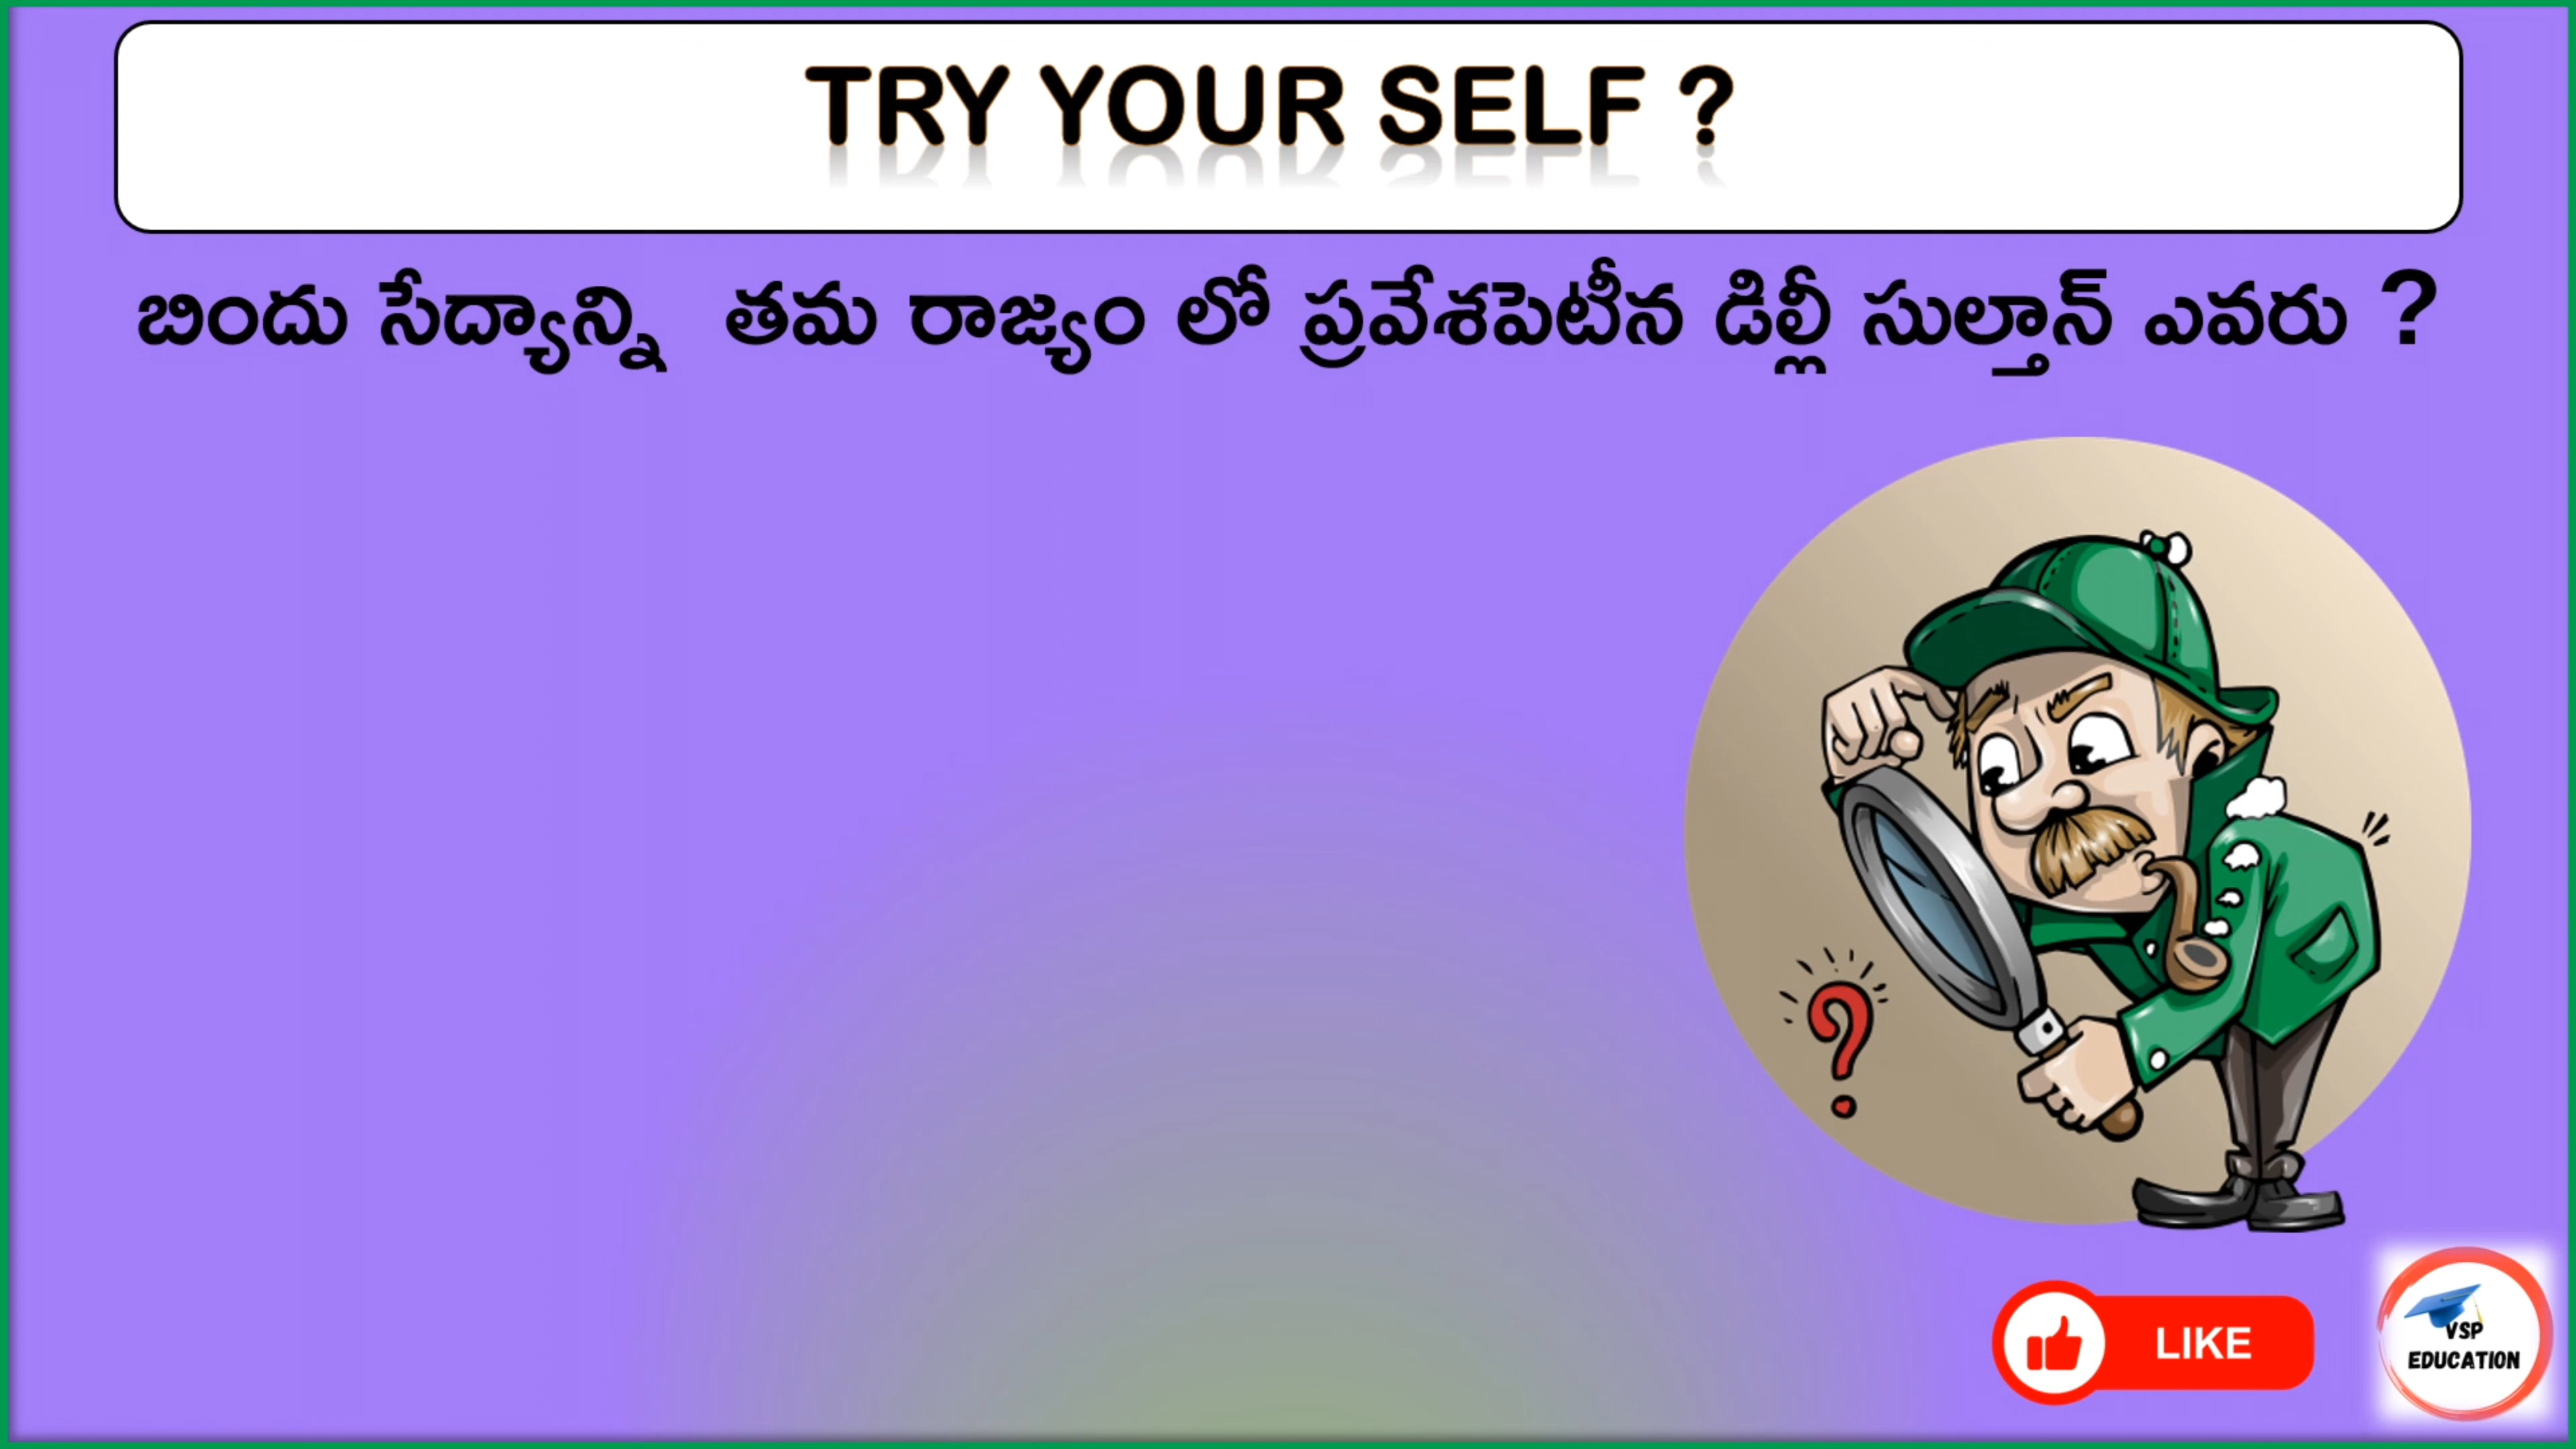 TRY YOUR SELF ?
బిందు సేద్యాన్ని తమ రాజ్యం లో ప్రవేశపెటీన డిల్లీ సుల్తాన్ ఎవరు ?
?
LIKE
VSP
EDUCATION